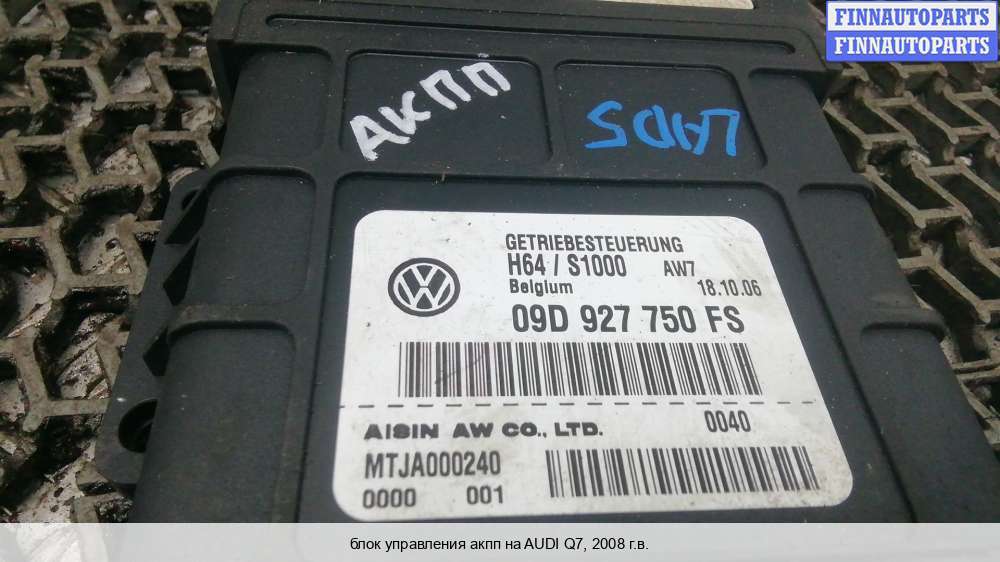 FINNAUTOPARTS
FINNAUTOPARTS
АКПП
GETRIEBESTEUERUNG
H64 / S1000 AW7
Belgium 18.10.06
09D 927 750 FS
AISIN AW CO., LTD. 0040
MTJA000240
0000 001
блок управления акпп на AUDI Q7, 2008 г.в.